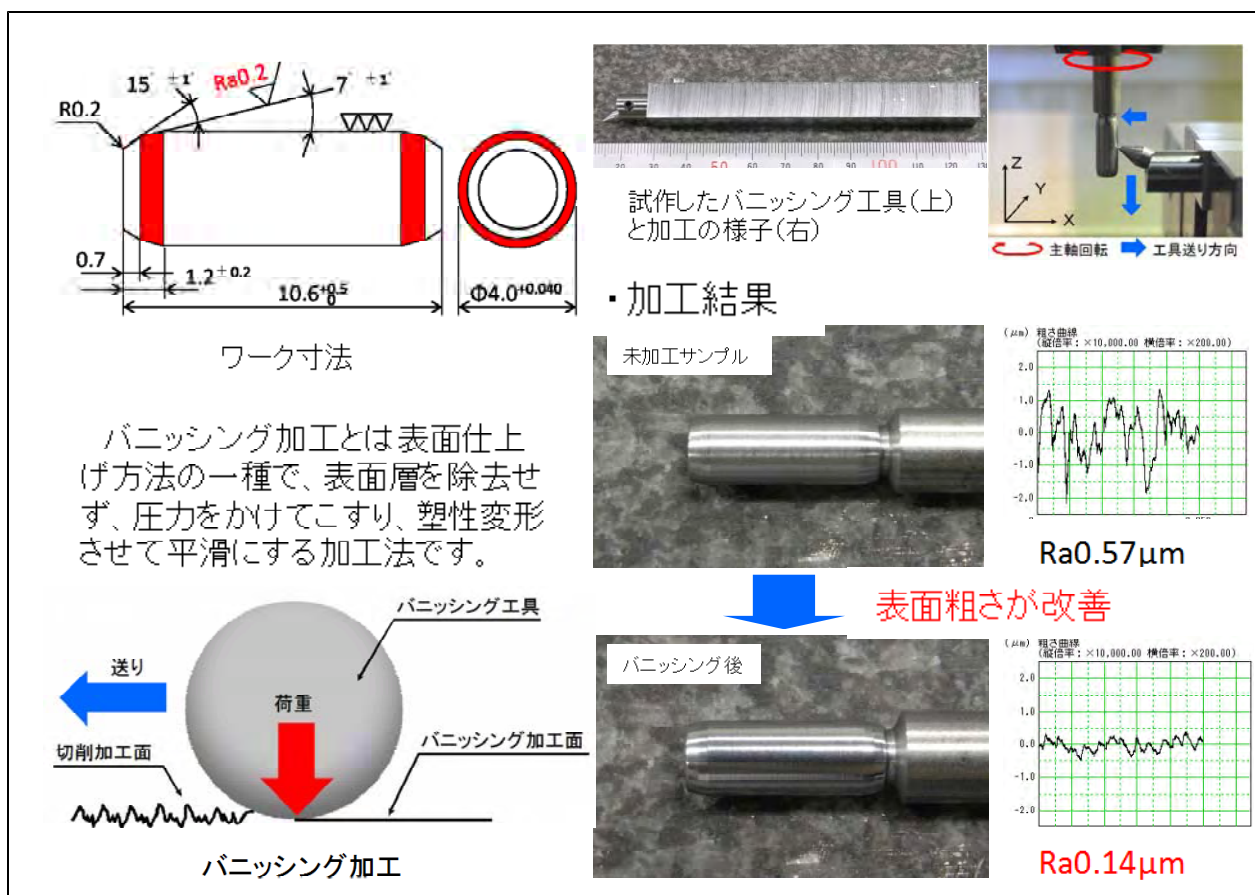 15° ±1°
Ra0.2
7° ±1°
R0.2
0.7
1.2±0.2
10.6+0.5 0
Φ4.0+0.040
ワーク寸法
バニッシング加工とは表面仕上
げ方法の一種で、表面層を除去せ
ず、圧力をかけてこすり、塑性変形
させて平滑にする加工法です。
バニッシング工具
送り
荷重
切削加工面
バニッシング加工面
バニッシング加工
20 30 40 50 60 70 80 90 100 110 120 130
試作したバニッシング工具(上)
と加工の様子(右)
Z
Y
X
主軸回転
工具送り方向
・加工結果
未加工サンプル
(μm) 粗さ曲線
(縦倍率:×10,000.00 横倍率:×200.00)
2.0
1.0
0.0
-1.0
-2.0
Ra0.57μm
表面粗さが改善
バニッシング後
(μm) 粗さ曲線
(縦倍率:×10,000.00 横倍率:×200.00)
2.0
1.0
0.0
-1.0
-2.0
Ra0.14μm